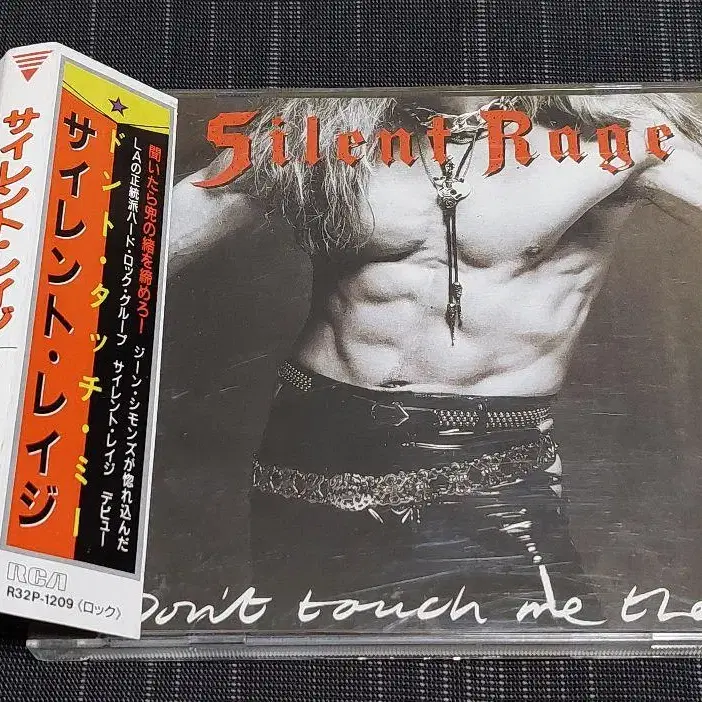 サイレント・レイジ
ドント・タッチ・ミー
サイレント・レイジ
聞いたら兜の緒を締めろー ジーン・シモンズが惚れ込んだ
LAの正統派ハード・ロック・グループ サイレント・レイジ デビュー
RCA
R32P-1209〈ロック〉
Silent Rage
Don't touch me the